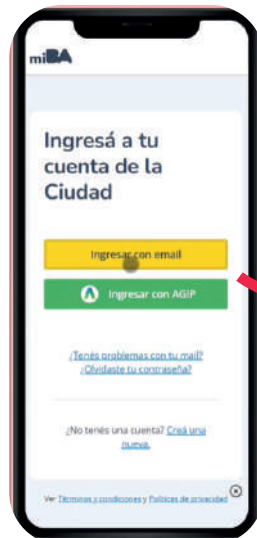 miBA
Ingresá a tu
cuenta de la
Ciudad
Ingresar con email
Ingresar con AGIP
¿Tenés problemas con tu mail?
¿Olvidaste tu contraseña?
¿No tenés una cuenta? Creá una
nueva.
Ver Términos y condiciones y Políticas de privacidad